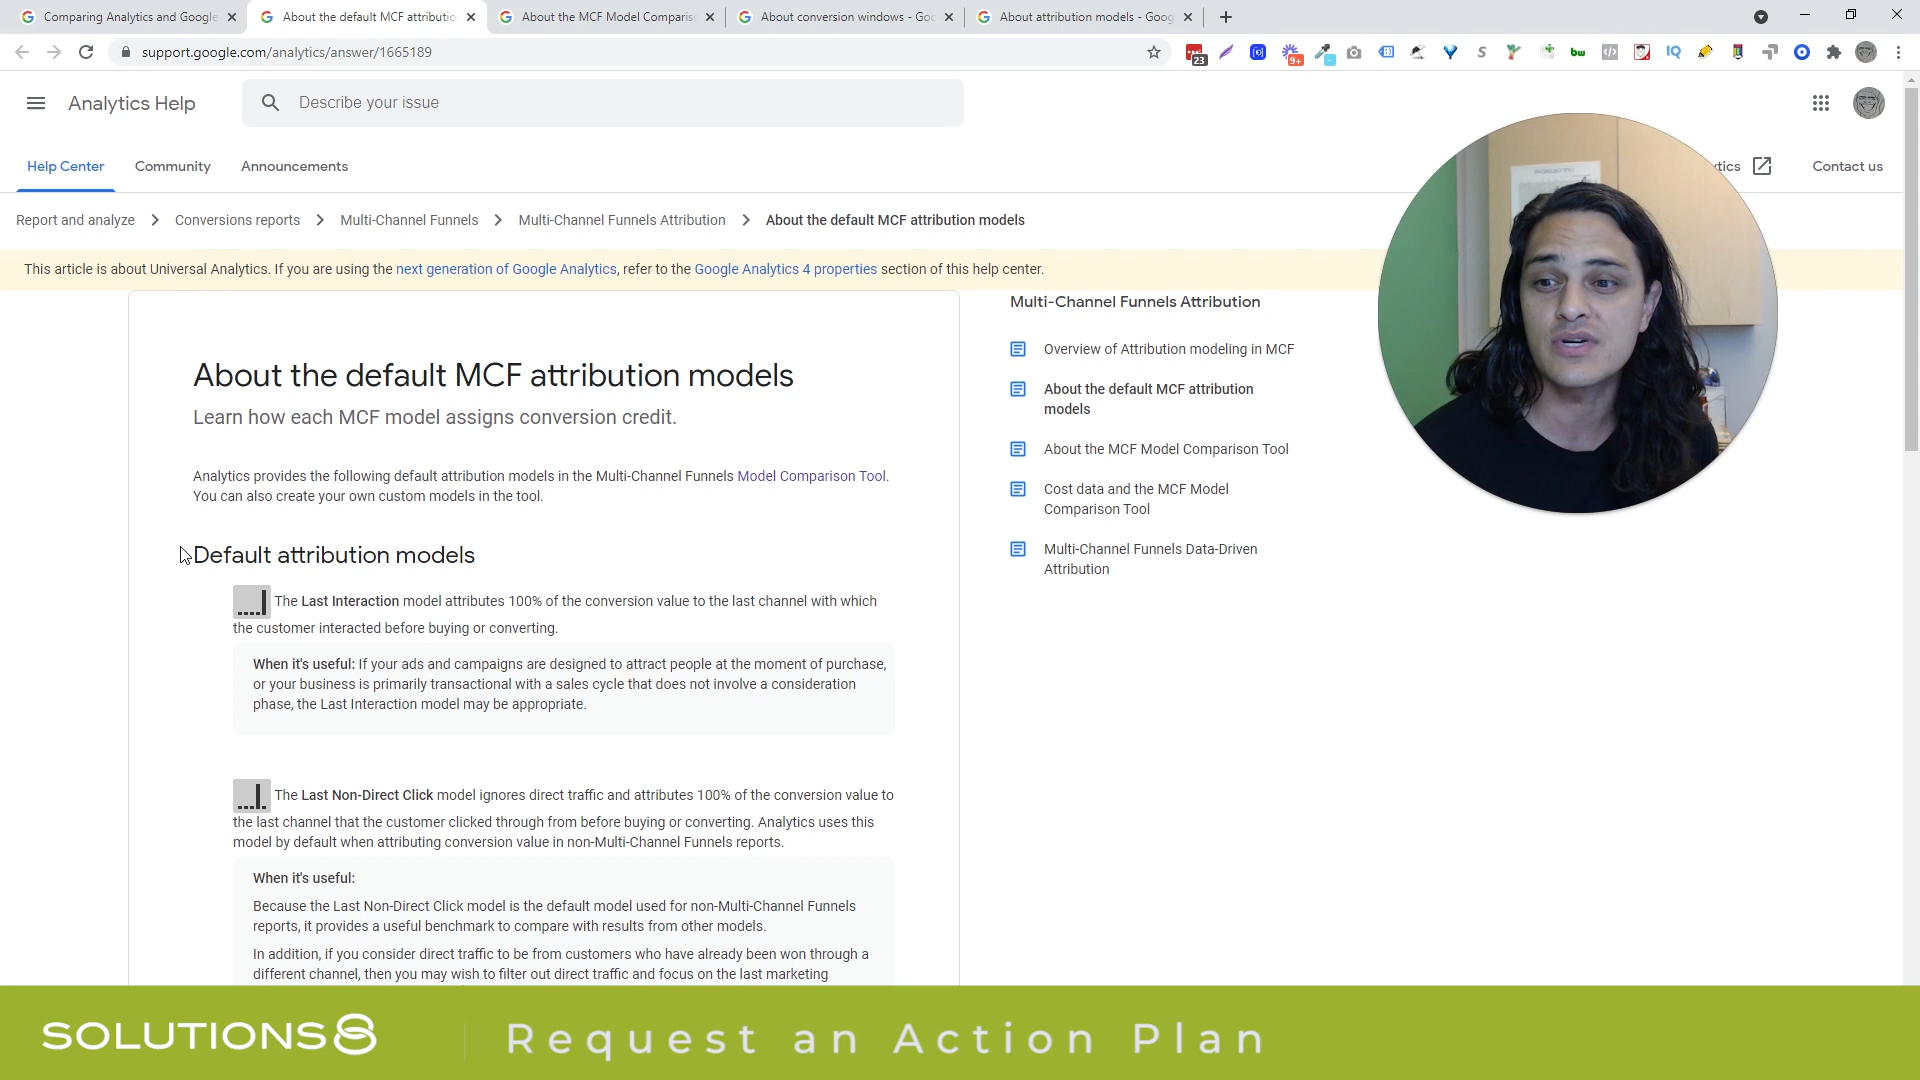 Comparing Analytics and Google
About the default MCF attributio
About the MCF Model Comparis
About conversion windows - Goo
About attribution models - Goog
support.google.com/analytics/answer/1665189
23
9+
S
bw
IQ
Analytics Help
Describe your issue
Help Center
Community
Announcements
tics
Contact us
Report and analyze
Conversions reports
Multi-Channel Funnels
Multi-Channel Funnels Attribution
About the default MCF attribution models
This article is about Universal Analytics. If you are using the next generation of Google Analytics, refer to the Google Analytics 4 properties section of this help center.
About the default MCF attribution models
Learn how each MCF model assigns conversion credit.
Analytics provides the following default attribution models in the Multi-Channel Funnels Model Comparison Tool.
You can also create your own custom models in the tool.
Default attribution models
The Last Interaction model attributes 100% of the conversion value to the last channel with which
the customer interacted before buying or converting.
When it's useful: If your ads and campaigns are designed to attract people at the moment of purchase,
or your business is primarily transactional with a sales cycle that does not involve a consideration
phase, the Last Interaction model may be appropriate.
The Last Non-Direct Click model ignores direct traffic and attributes 100% of the conversion value to
the last channel that the customer clicked through from before buying or converting. Analytics uses this
model by default when attributing conversion value in non-Multi-Channel Funnels reports.
When it's useful:
Because the Last Non-Direct Click model is the default model used for non-Multi-Channel Funnels
reports, it provides a useful benchmark to compare with results from other models.
In addition, if you consider direct traffic to be from customers who have already been won through a
different channel, then you may wish to filter out direct traffic and focus on the last marketing
Multi-Channel Funnels Attribution
Overview of Attribution modeling in MCF
About the default MCF attribution
models
About the MCF Model Comparison Tool
Cost data and the MCF Model
Comparison Tool
Multi-Channel Funnels Data-Driven
Attribution
SOLUTIONS8
Request an Action Plan